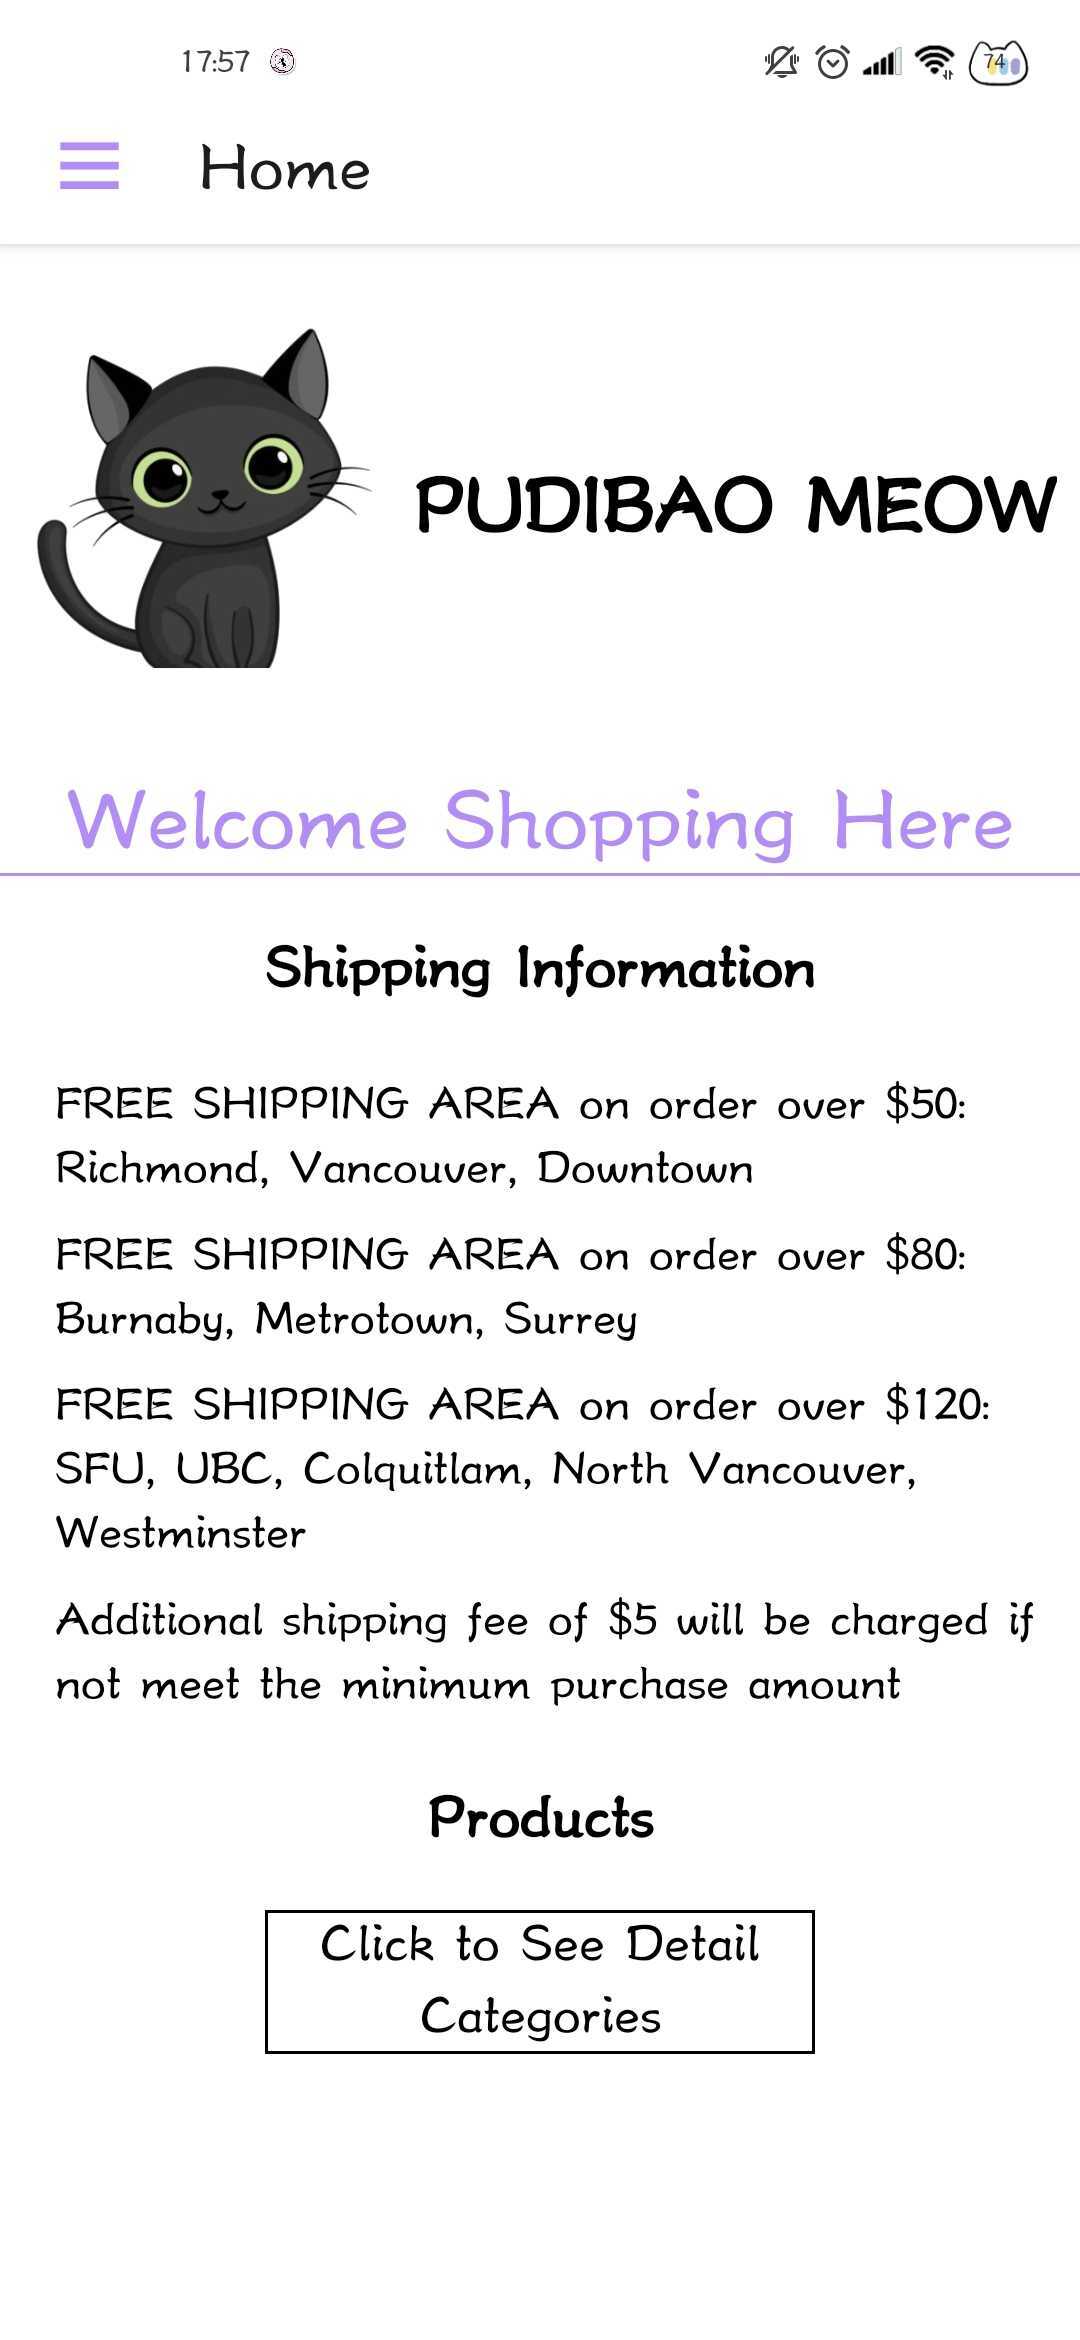 17:57
74
Home
PUDIBAO MEOW
Welcome Shopping Here
Shipping Information
FREE SHIPPING AREA on order over $50:
Richmond, Vancouver, Downtown
FREE SHIPPING AREA on order over $80:
Burnaby, Metrotown, Surrey
FREE SHIPPING AREA on order over $120:
SFU, UBC, Colquitlam, North Vancouver,
Westminster
Additional shipping fee of $5 will be charged if
not meet the minimum purchase amount
Products
Click to See Detail
Categories